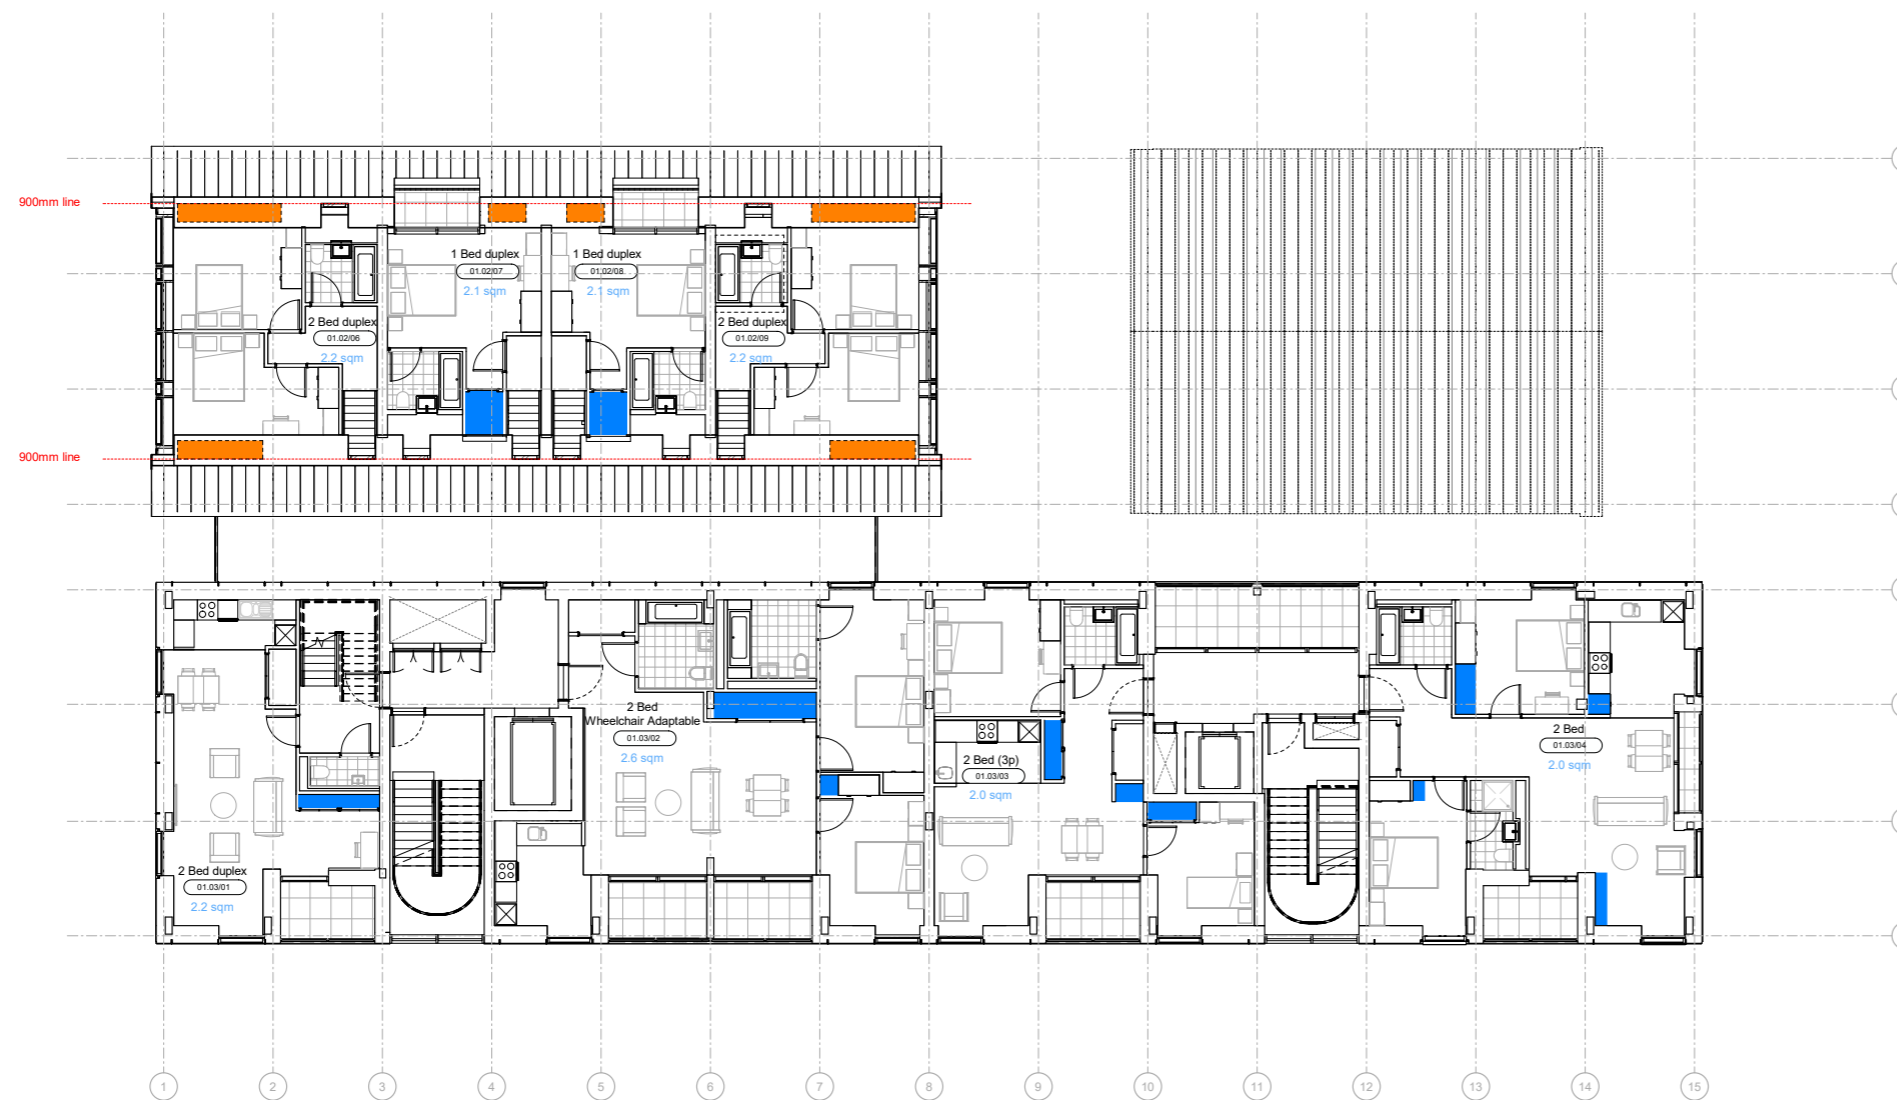 900mm line
1 Bed duplex
01.02/07
2.1 sqm
1 Bed duplex
01.02/08
2.1 sqm
2 Bed duplex
01.02/06
2.2 sqm
2 Bed duplex
01.02/09
2.2 sqm
900mm line
2 Bed
Wheelchair Adaptable
01.03/02
2.6 sqm
2 Bed (3p)
01.03/03
2.0 sqm
2 Bed
01.03/04
2.0 sqm
2 Bed duplex
01.03/01
2.2 sqm
1 2 3 4 5 6 7 8 9 10 11 12 13 14 15